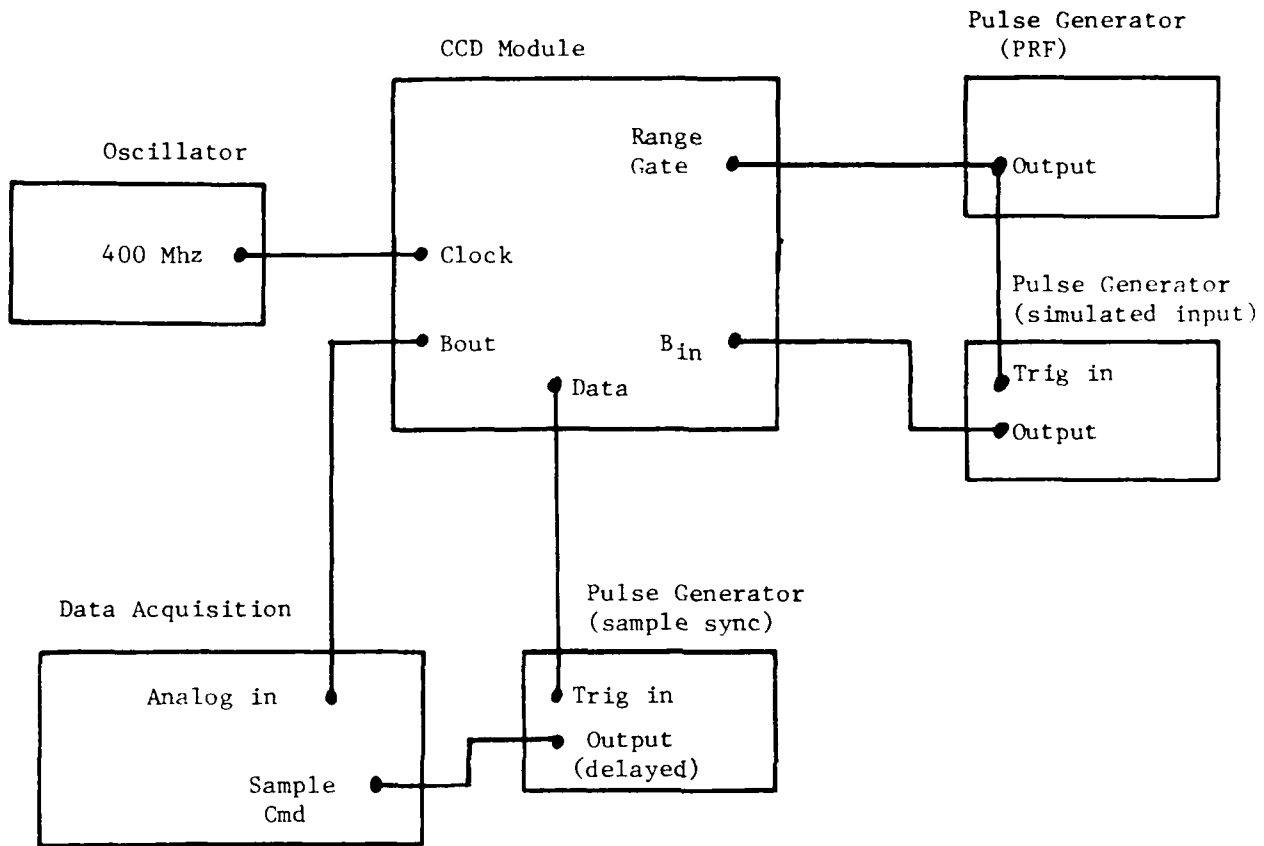 Pulse Generator
(PRF)
CCD Module
Range
Gate
Output
Oscillator
400 Mhz
Clock
Pulse Generator
(simulated input)
Bout
Bin
Trig in
Data
Output
Pulse Generator
(sample sync)
Data Acquisition
Analog in
Trig in
Output
(delayed)
Sample
Cmd